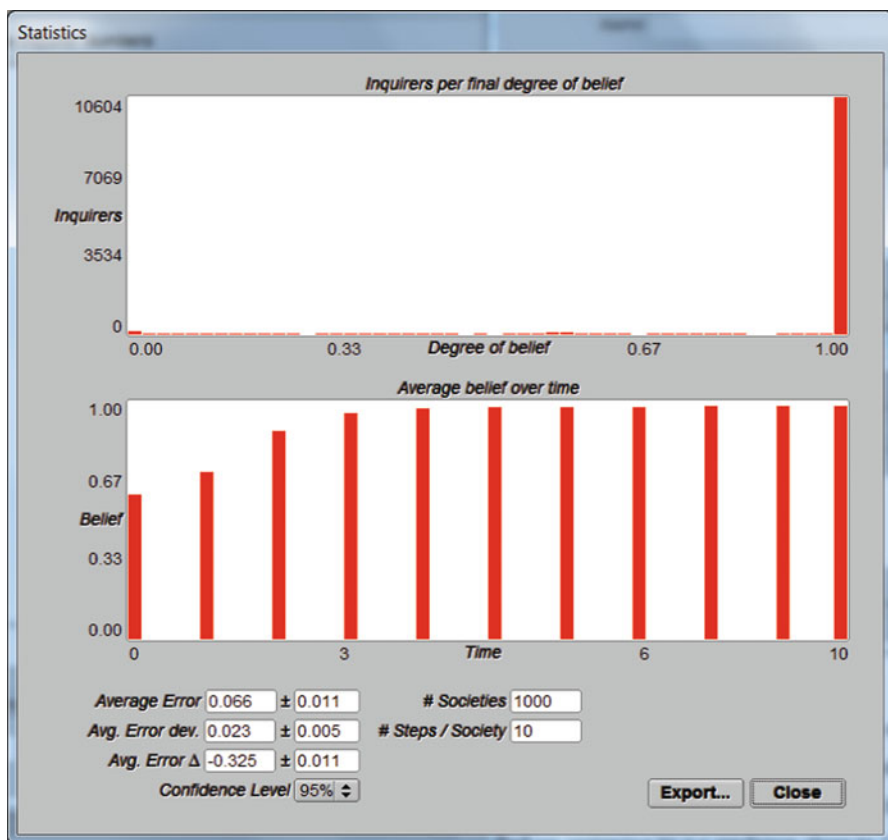 Statistics
Inquirers per final degree of belief
10604
7069
Inquirers
3534
0
0.00 0.33 Degree of belief 0.67 1.00
Average belief over time
1.00
0.67
Belief
0.33
0.00
0 3 Time 6 10
Average Error 0.066 ± 0.011 # Societies 1000
Avg. Error dev. 0.023 ± 0.005 # Steps / Society 10
Avg. Error Δ -0.325 ± 0.011
Confidence Level 95%
Export... Close